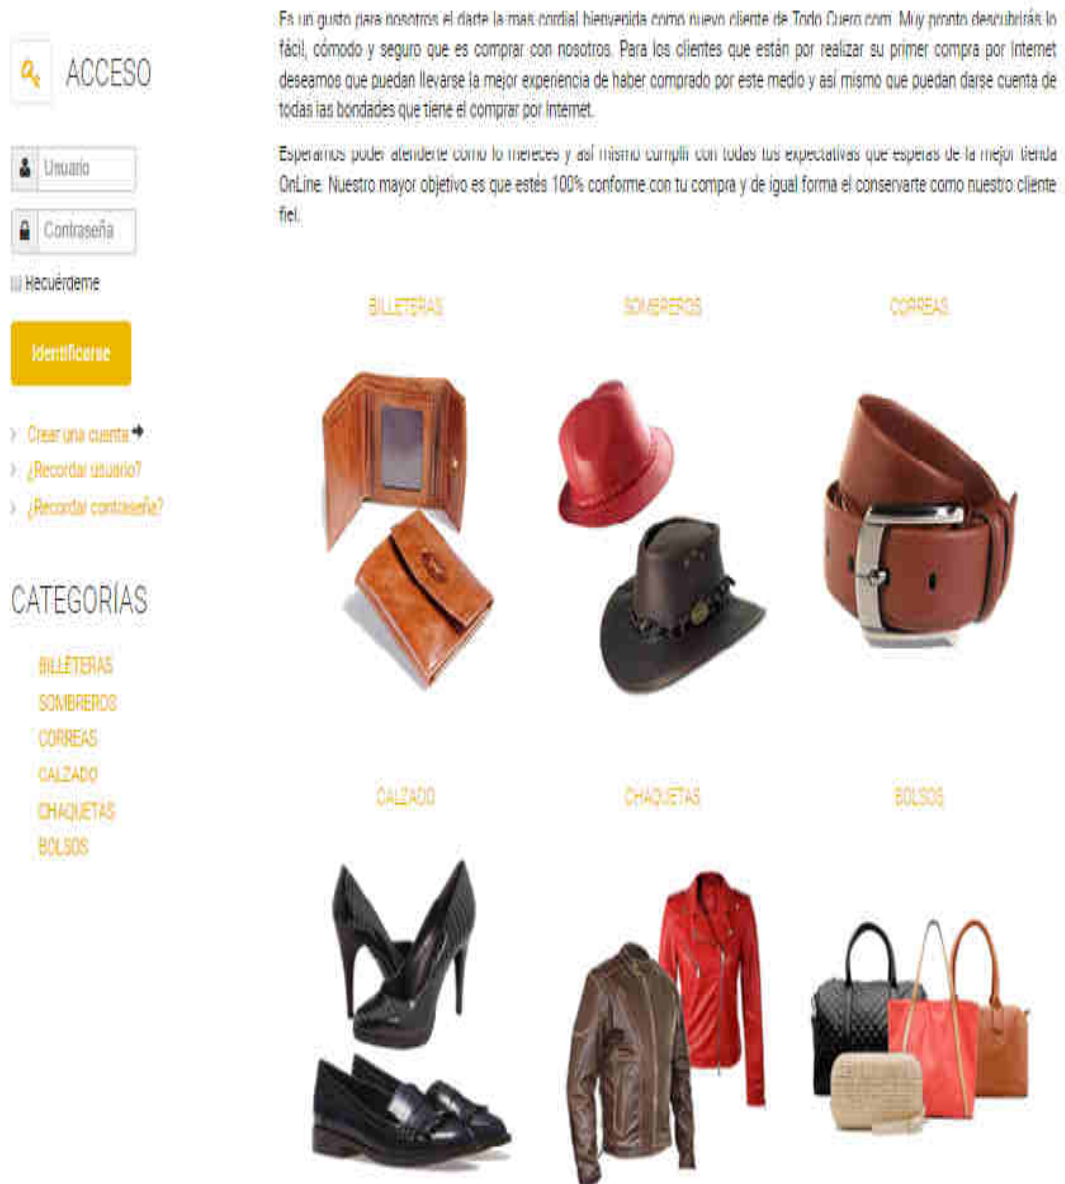 ACCESO
Usuario
Contraseña
Recuérdeme
Identificarse
Crear una cuenta
¿Recordar usuario?
¿Recordar contraseña?
CATEGORÍAS
BILLETERAS
SOMBREROS
CORREAS
CALZADO
CHAQUETAS
BOLSOS
Es un gusto para nosotros el darte la mas cordial bienvenida como nuevo cliente de Todo Cuero.com. Muy pronto descubrirás lo
fácil, cómodo y seguro que es comprar con nosotros. Para los clientes que están por realizar su primer compra por Internet
deseamos que puedan llevarse la mejor experiencia de haber comprado por este medio y así mismo que puedan darse cuenta de
todas las bondades que tiene el comprar por Internet.
Esperamos poder atenderte como lo mereces y así mismo cumplir con todas tus expectativas que esperas de la mejor tienda
OnLine. Nuestro mayor objetivo es que estés 100% conforme con tu compra y de igual forma el conservarte como nuestro cliente
fiel.
BILLETERAS
SOMBREROS
CORREAS
CALZADO
CHAQUETAS
BOLSOS